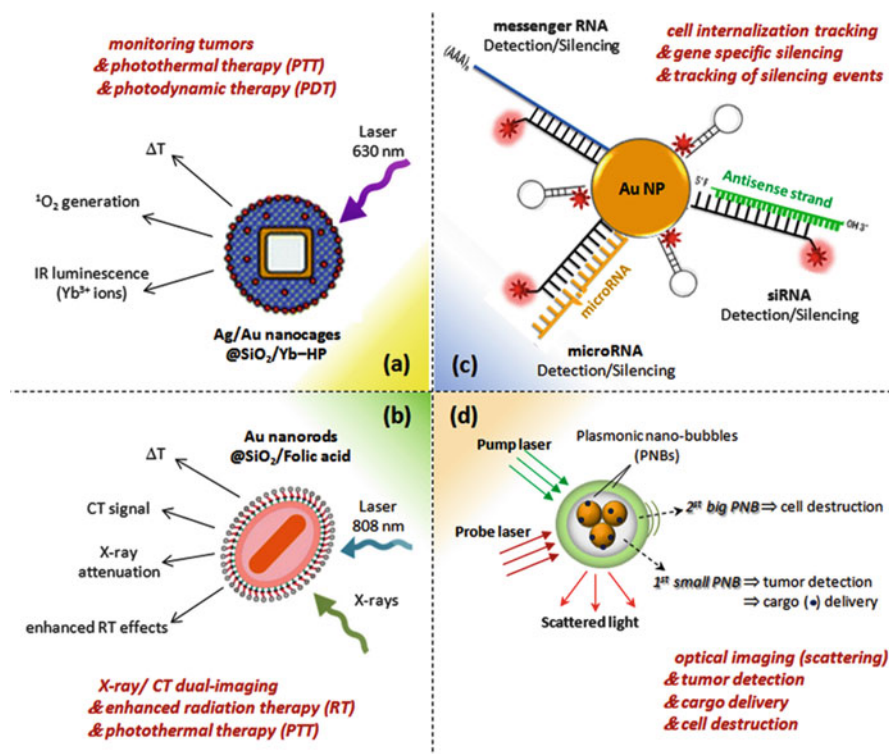 monitoring tumors
& photothermal therapy (PTT)
& photodynamic therapy (PDT)
Laser
630 nm
ΔT
¹O₂ generation
IR luminescence
(Yb³⁺ ions)
Ag/Au nanocages
@SiO₂/Yb–HP
(a)
messenger RNA
Detection/Silencing
(AAA)ₙ
cell internalization tracking
& gene specific silencing
& tracking of silencing events
Au NP
5'F
Antisense strand
OH 3''
siRNA
Detection/Silencing
microRNA
microRNA
Detection/Silencing
(c)
(b)
Au nanorods
@SiO₂/Folic acid
ΔT
CT signal
X-ray
attenuation
enhanced RT effects
Laser
808 nm
X-rays
X-ray/ CT dual-imaging
& enhanced radiation therapy (RT)
& photothermal therapy (PTT)
(d)
Plasmonic nano-bubbles
(PNBs)
Pump laser
Probe laser
2ˢᵗ big PNB ⇒ cell destruction
1ˢᵗ small PNB ⇒ tumor detection
⇒ cargo (•) delivery
Scattered light
optical imaging (scattering)
& tumor detection
& cargo delivery
& cell destruction